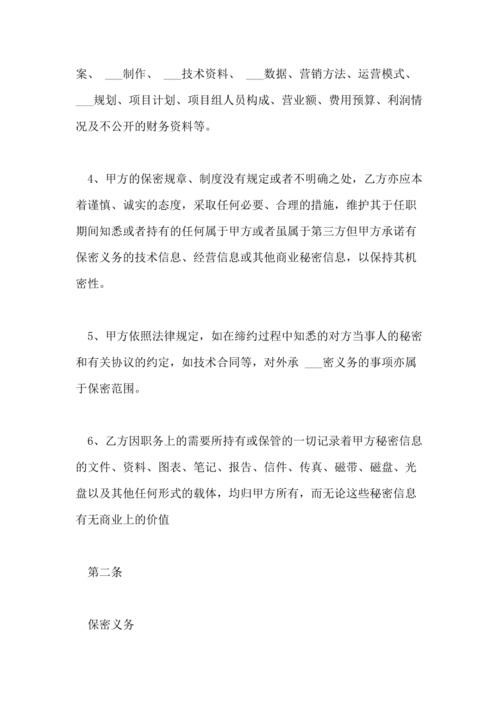 案、 ___制作、 ___技术资料、 ___数据、营销方法、运营模式、
___规划、项目计划、项目组人员构成、营业额、费用预算、利润情
况及不公开的财务资料等。
4、甲方的保密规章、制度没有规定或者不明确之处，乙方亦应本
着谨慎、诚实的态度，采取任何必要、合理的措施，维护其于任职
期间知悉或者持有的任何属于甲方或者虽属于第三方但甲方承诺有
保密义务的技术信息、经营信息或其他商业秘密信息，以保持其机
密性。
5、甲方依照法律规定，如在缔约过程中知悉的对方当事人的秘密
和有关协议的约定，如技术合同等，对外承 ___密义务的事项亦属
于保密范围。
6、乙方因职务上的需要所持有或保管的一切记录着甲方秘密信息
的文件、资料、图表、笔记、报告、信件、传真、磁带、磁盘、光
盘以及其他任何形式的载体，均归甲方所有，而无论这些秘密信息
有无商业上的价值
第二条
保密义务